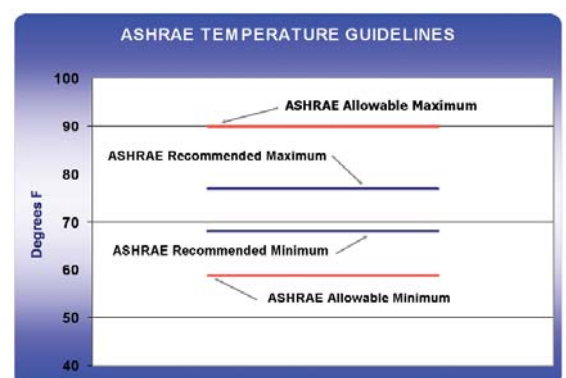 ASHRAE TEMPERATURE GUIDELINES
100
ASHRAE Allowable Maximum
90
ASHRAE Recommended Maximum
80
Degrees F
70
ASHRAE Recommended Minimum
60
ASHRAE Allowable Minimum
50
40